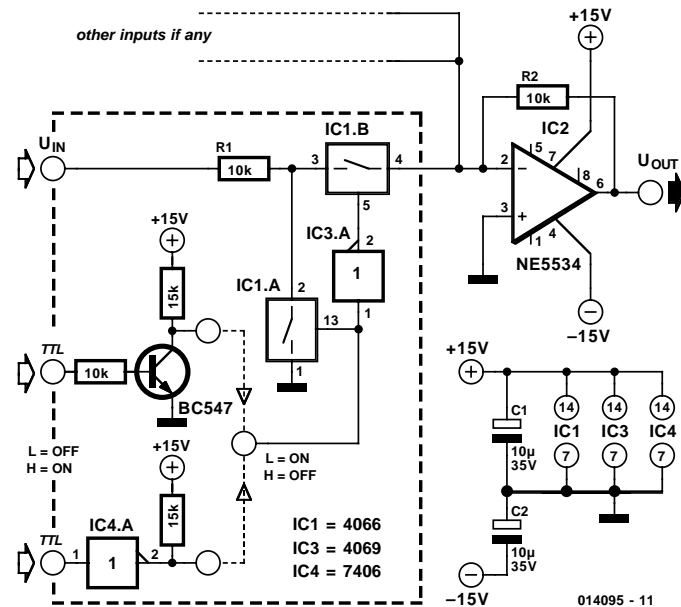 other inputs if any
+15V
R2
10k
IC2
U IN
R1
10k
IC1.B
3
4
5
2
3
5
7
8
6
1
4
U OUT
NE5534
–15V
IC3.A
2
1
1
+15V
15k
IC1.A
2
13
1
TTL
10k
BC547
L = OFF
H = ON
L = ON
H = OFF
+15V
15k
IC4.A
TTL
1
1
2
IC1 = 4066
IC3 = 4069
IC4 = 7406
+15V
C1
10µ
35V
14
14
14
IC1
IC3
IC4
7
7
7
C2
10µ
35V
–15V
014095 - 11